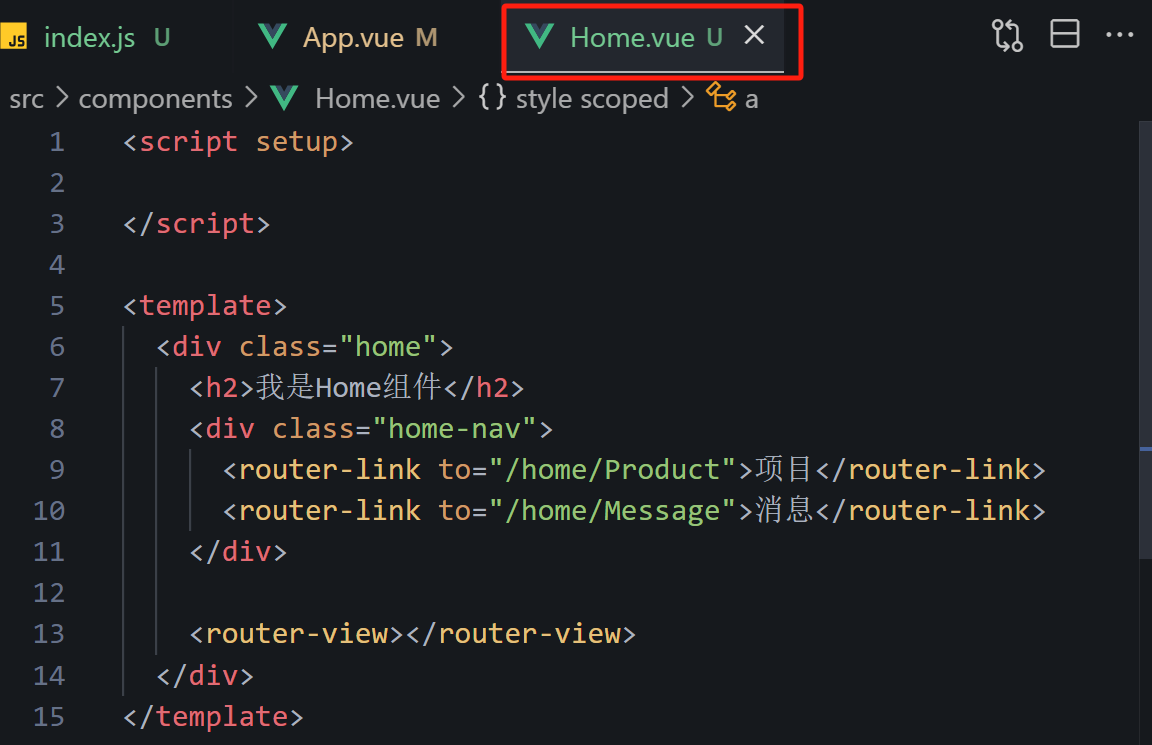 JS index.js U App.vue M Home.vue U
src > components > Home.vue > {} style scoped > a
1 <script setup>
2
3 </script>
4
5 <template>
6 <div class="home">
7 <h2>我是Home组件</h2>
8 <div class="home-nav">
9 <router-link to="/home/Product">项目</router-link>
10 <router-link to="/home/Message">消息</router-link>
11 </div>
12
13 <router-view></router-view>
14 </div>
15 </template>